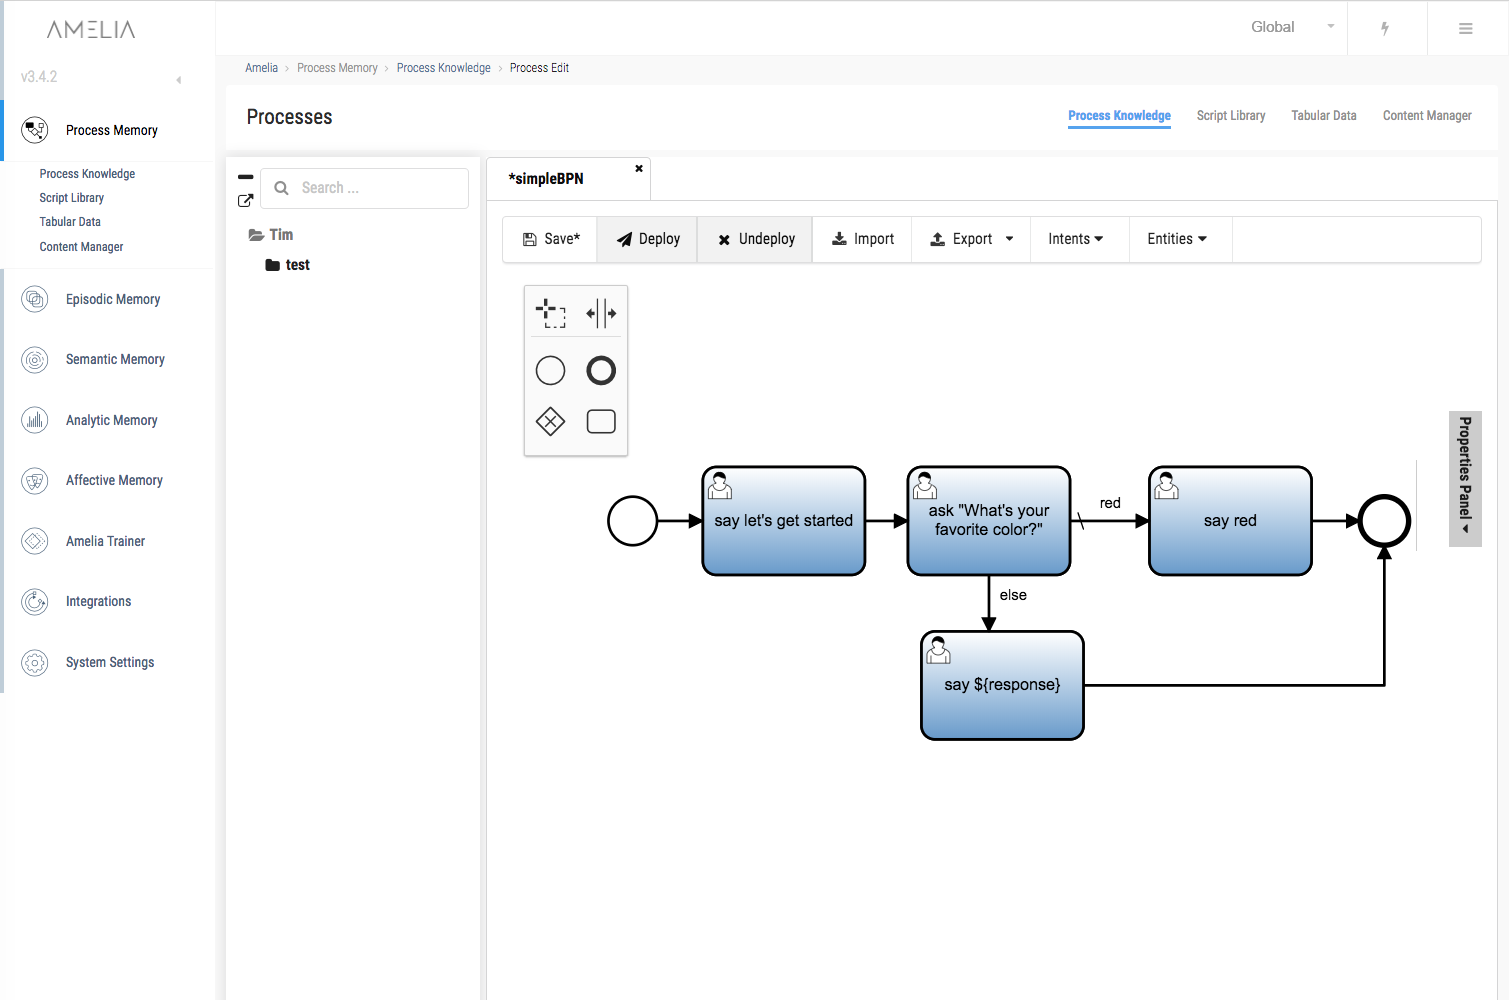 AMELIA
Global
v3.4.2
Amelia › Process Memory › Process Knowledge › Process Edit
Process Memory
Process Knowledge
Script Library
Tabular Data
Content Manager
Episodic Memory
Semantic Memory
Analytic Memory
Affective Memory
Amelia Trainer
Integrations
System Settings
Processes
Process Knowledge Script Library Tabular Data Content Manager
Search ...
Tim
test
*simpleBPN
Save* Deploy Undeploy Import Export Intents Entities
say let's get started
ask "What's your
favorite color?"
red
say red
else
say ${response}
Properties Panel